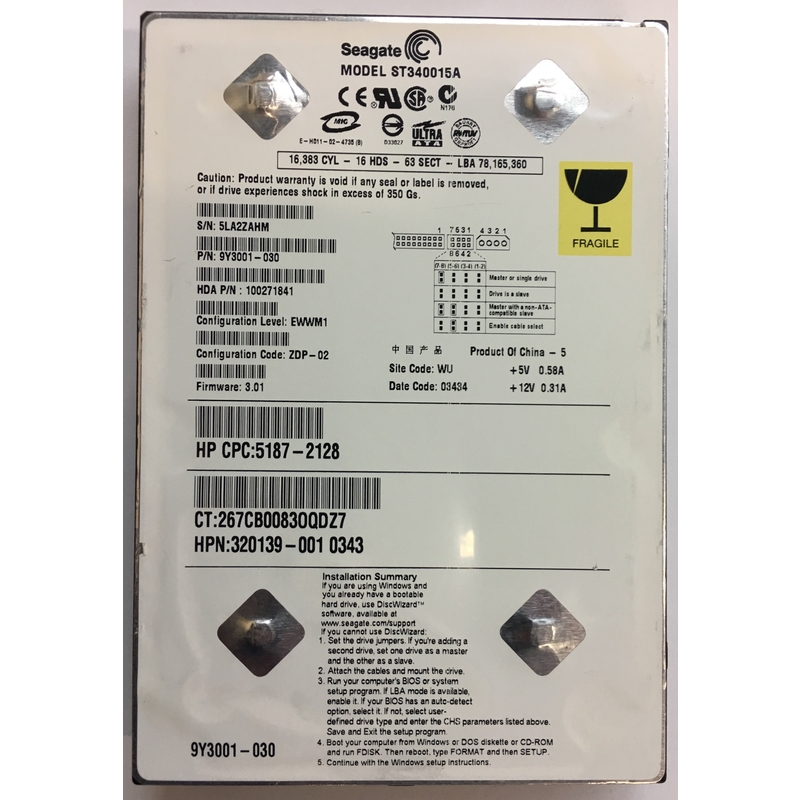 Seagate
MODEL ST340015A
N176
MIC
E-H011-02-4735 (B)
D33027
ULTRA
ATA
16,383 CYL - 16 HDS - 63 SECT - LBA 78,165,360
Caution: Product warranty is void if any seal or label is removed,
or if drive experiences shock in excess of 350 Gs.
FRAGILE
S/N: 5LA2ZAHM
P/N: 9Y3001-030
HDA P/N : 100271841
Configuration Level: EWWM1
Configuration Code: ZDP-02
Firmware: 3.01
1 7531 4321
8642
(7-8) (5-6) (3-4) (1-2)
Master or single drive
Drive is a slave
Master with a non-ATA-
compatible slave
Enable cable select
中国产品 Product Of China - 5
Site Code: WU +5V 0.58A
Date Code: 03434 +12V 0.31A
HP CPC:5187-2128
CT:267CB0083OQDZ7
HPN:320139-001 0343
Installation Summary
If you are using Windows and
you already have a bootable
hard drive, use DiscWizard™
software, available at
www.seagate.com/support
If you cannot use DiscWizard:
1. Set the drive jumpers. If you're adding a
second drive, set one drive as a master
and the other as a slave.
2. Attach the cables and mount the drive.
3. Run your computer's BIOS or system
setup program. If LBA mode is available,
enable it. If your BIOS has an auto-detect
option, select it. If not, select user-
defined drive type and enter the CHS parameters listed above.
Save and Exit the setup program.
4. Boot your computer from Windows or DOS diskette or CD-ROM
and run FDISK. Then reboot, type FORMAT and then SETUP.
5. Continue with the Windows setup instructions.
9Y3001-030